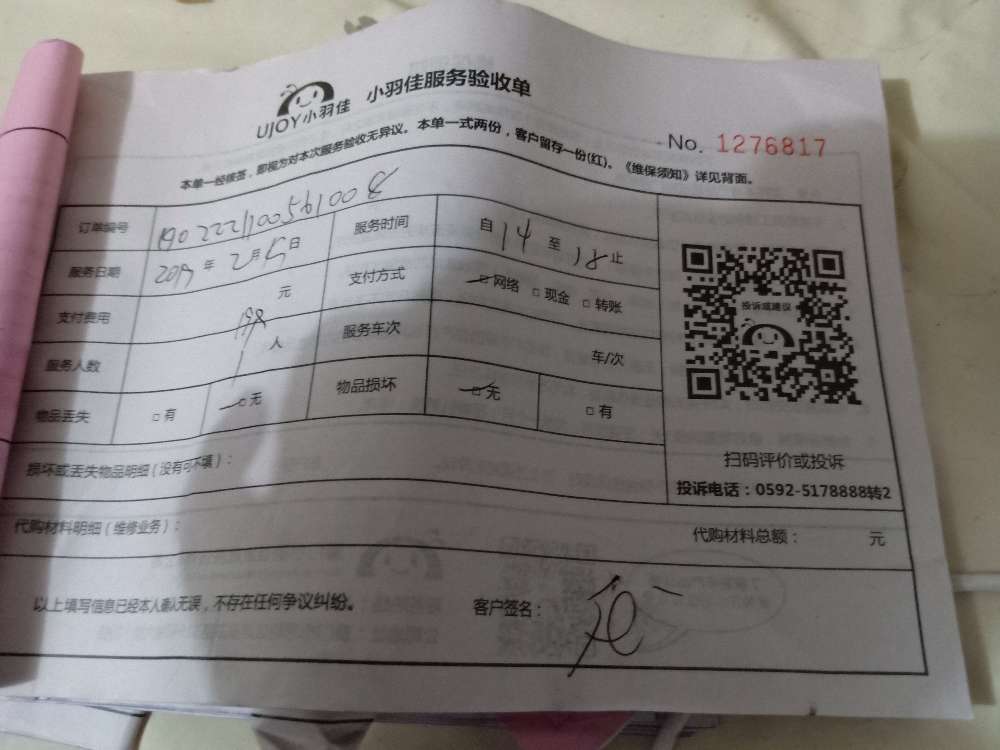 UJOY小羽佳 小羽佳服务验收单
本单一经核签，即视为对本次服务验收无异议。本单一式两份，客户留存一份(红)。《维保须知》详见背面。
No. 1276817
订单编号 服务时间 自 14 至 18 止
服务日期 年 2 月 日 支付方式 □ 网络 □ 现金 □ 转账
支付费用 元 服务车次 车/次
服务人数 1 人 物品损坏 □ 无 □ 有
物品丢失 □ 有 □ 无
投诉或建议
扫码评价或投诉
投诉电话：0592-5178888转2
损坏或丢失物品明细（没有可不填）：
代购材料明细（维修业务）： 代购材料总额： 元
以上填写信息已经本人确认无误，不存在任何争议纠纷。 客户签名：